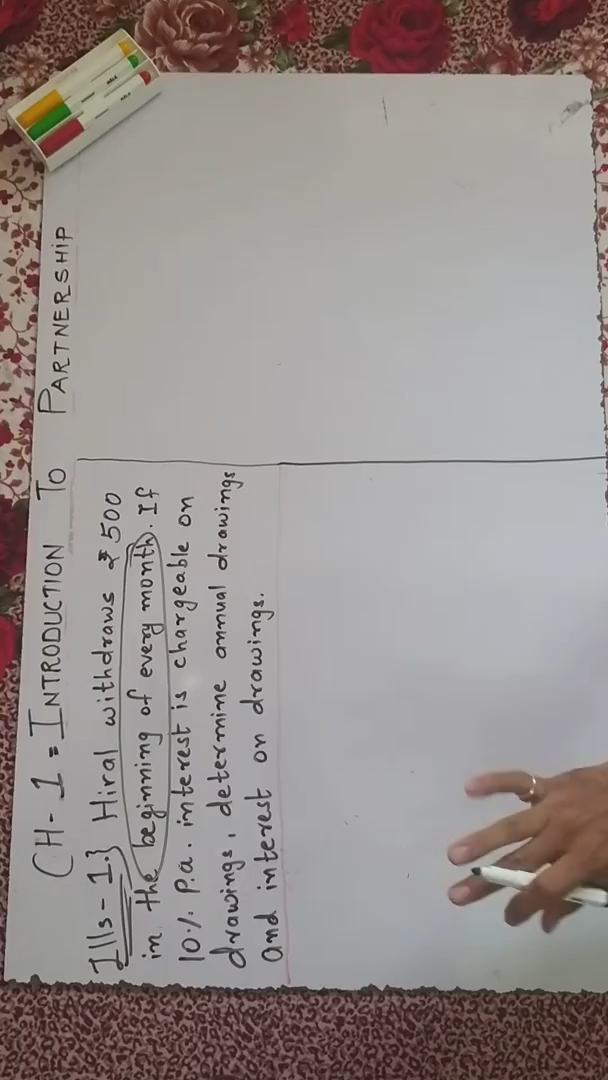 CH-1 = INTRODUCTION TO PARTNERSHIP
Ills-1.} Hiral withdraws ₹ 500
in the beginning of every month. If
10% p.a. interest is chargeable on
drawings, determine annual drawings
and interest on drawings.